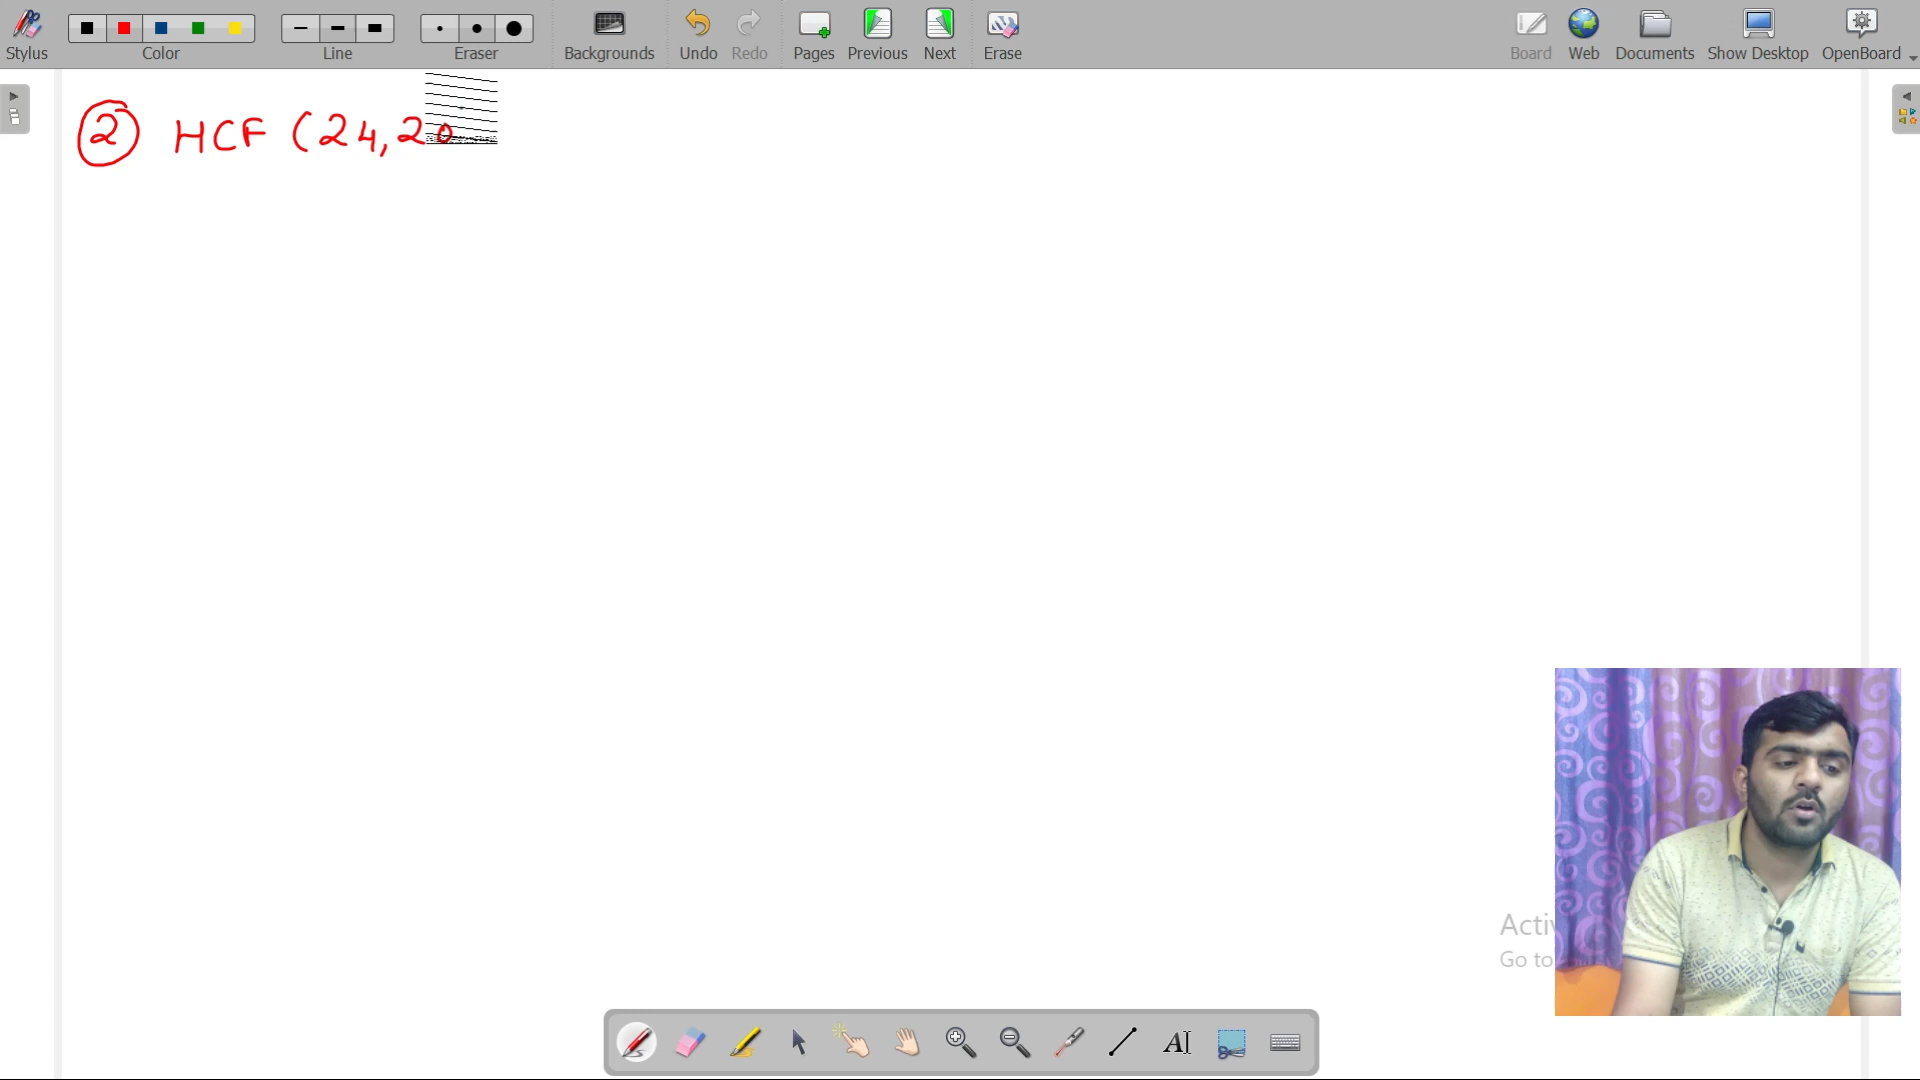 Stylus Color Line Eraser Backgrounds Undo Redo Pages Previous Next Erase Board Web Documents Show Desktop OpenBoard
② HCF (24,20
Acti
Go to